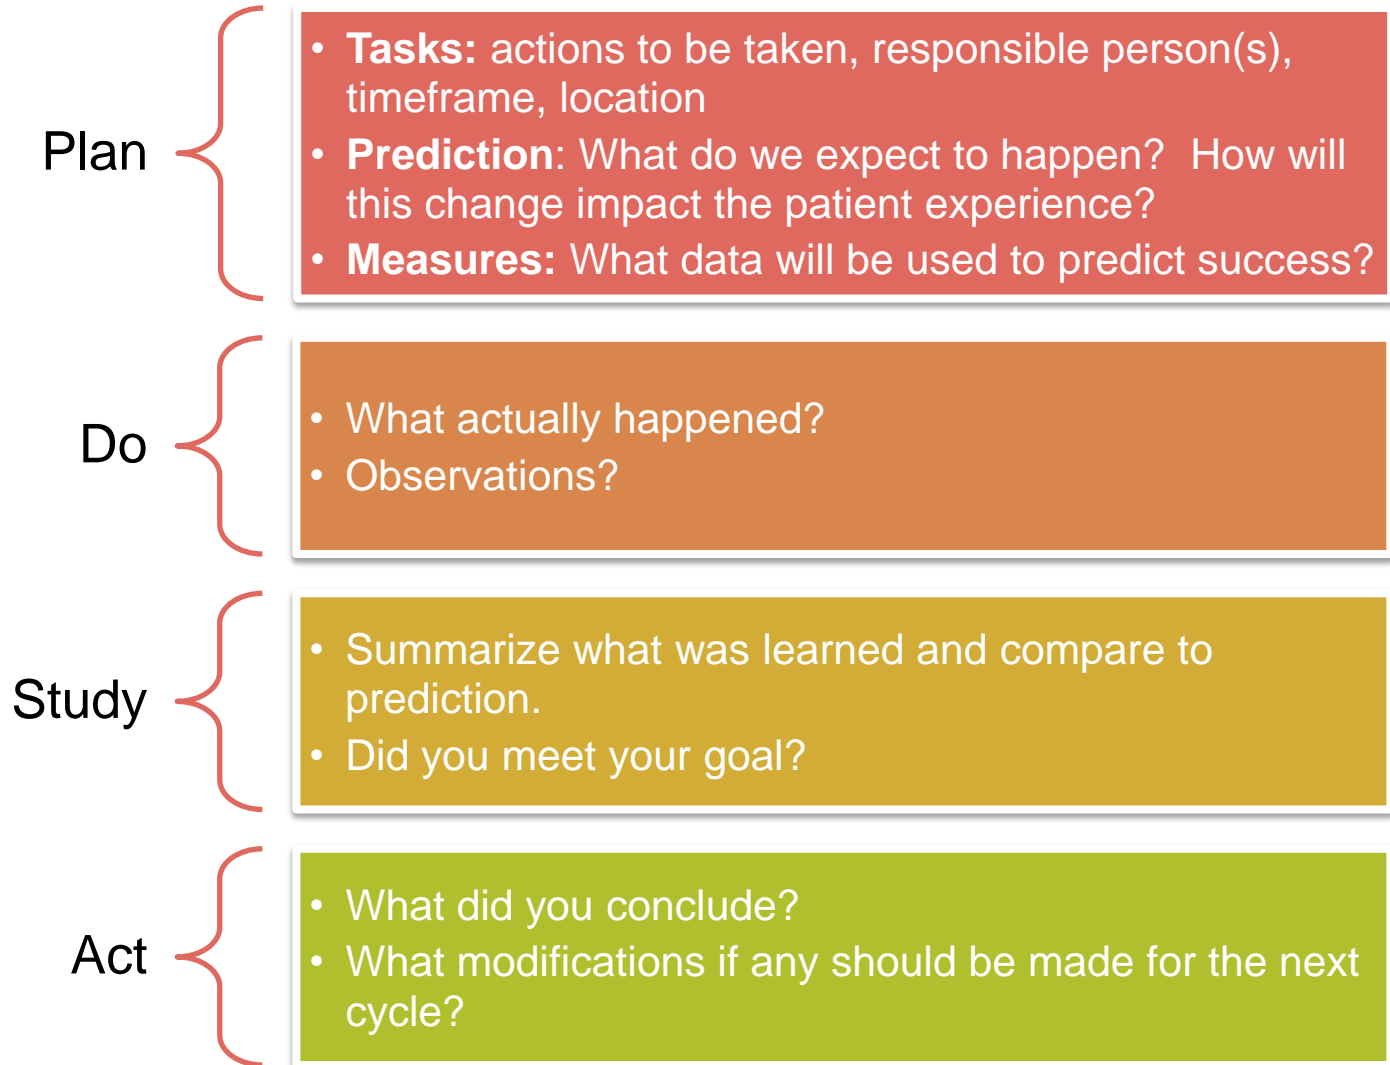 Plan
• Tasks: actions to be taken, responsible person(s),
timeframe, location
• Prediction: What do we expect to happen?  How will
this change impact the patient experience?
• Measures: What data will be used to predict success?
Do
• What actually happened?
• Observations?
Study
• Summarize what was learned and compare to
prediction.
• Did you meet your goal?
Act
• What did you conclude?
• What modifications if any should be made for the next
cycle?